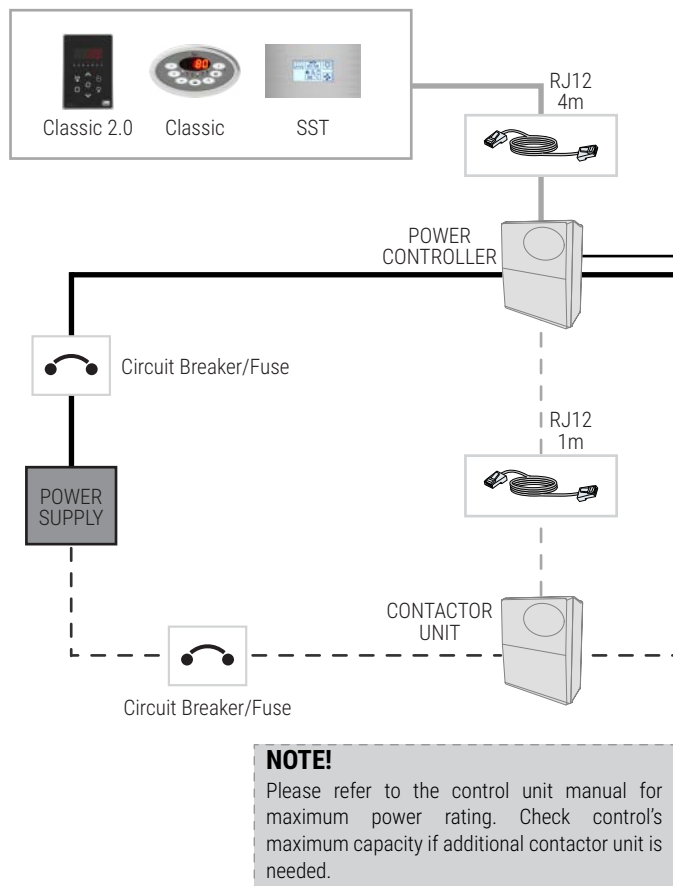 Classic 2.0
Classic
80
SST
RJ12
4m
POWER
CONTROLLER
Circuit Breaker/Fuse
RJ12
1m
POWER
SUPPLY
CONTACTOR
UNIT
Circuit Breaker/Fuse
NOTE!
Please refer to the control unit manual for
maximum power rating. Check control's
maximum capacity if additional contactor unit is
needed.